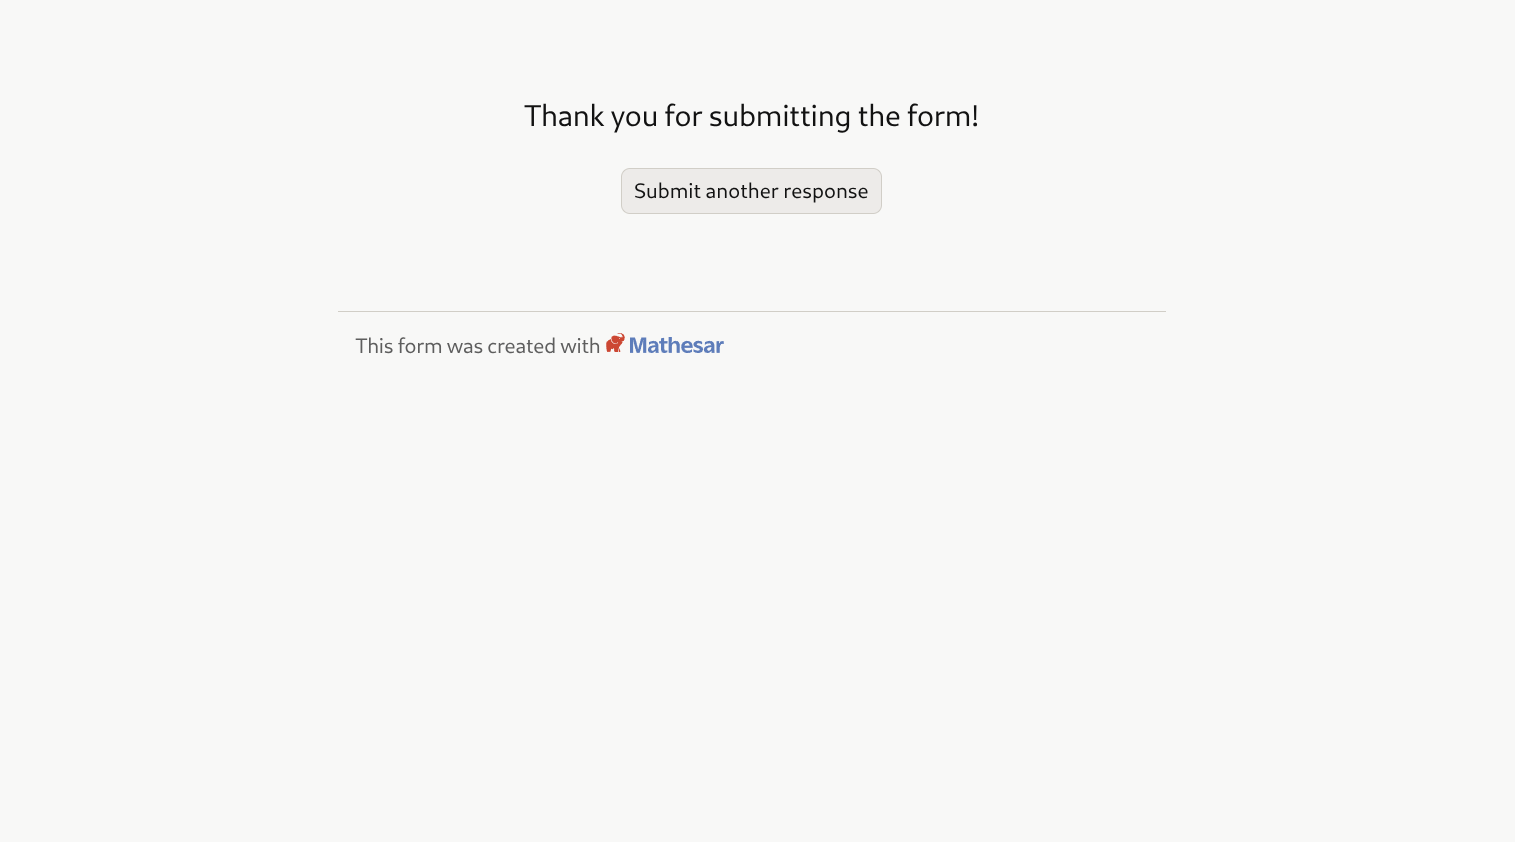 Thank you for submitting the form!
Submit another response
This form was created with Mathesar